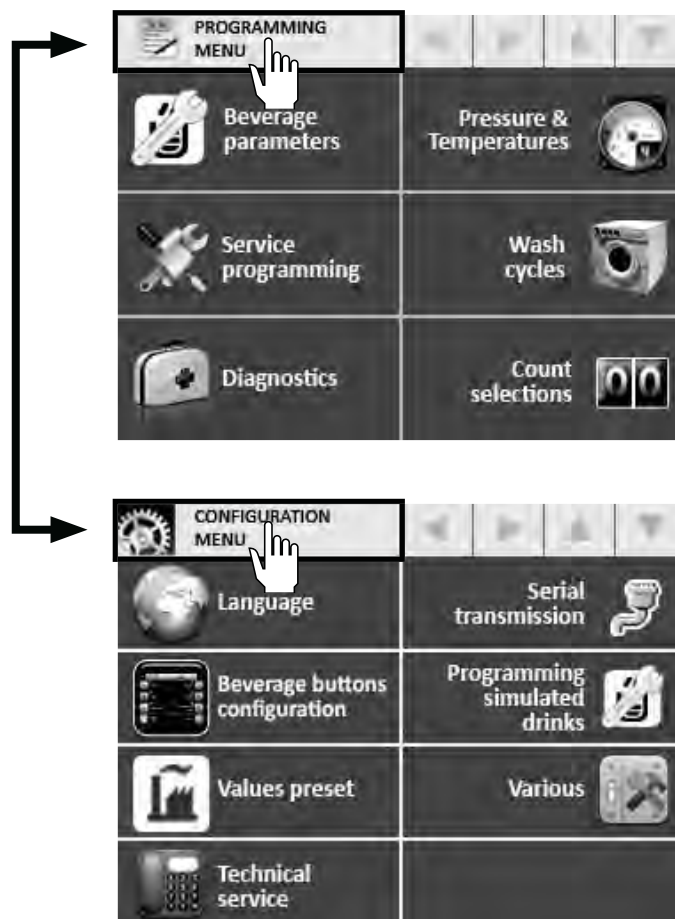 PROGRAMMING
MENU
Beverage
parameters
Pressure &
Temperatures
Service
programming
Wash
cycles
Diagnostics
Count
selections
00
CONFIGURATION
MENU
Language
Serial
transmission
Beverage buttons
configuration
Programming
simulated
drinks
Values preset
Various
Technical
service